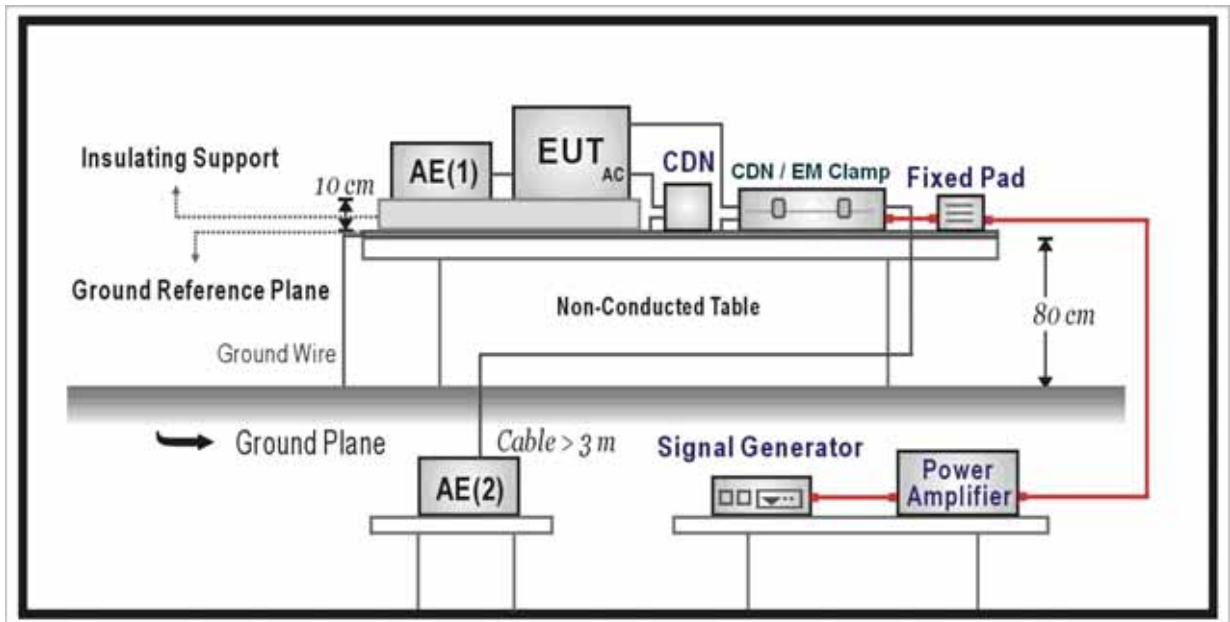 Insulating Support
10 cm
AE(1)
EUT
AC
CDN
CDN / EM Clamp
Fixed Pad
Ground Reference Plane
Non-Conducted Table
80 cm
Ground Wire
Ground Plane
Cable > 3 m
AE(2)
Signal Generator
Power
Amplifier